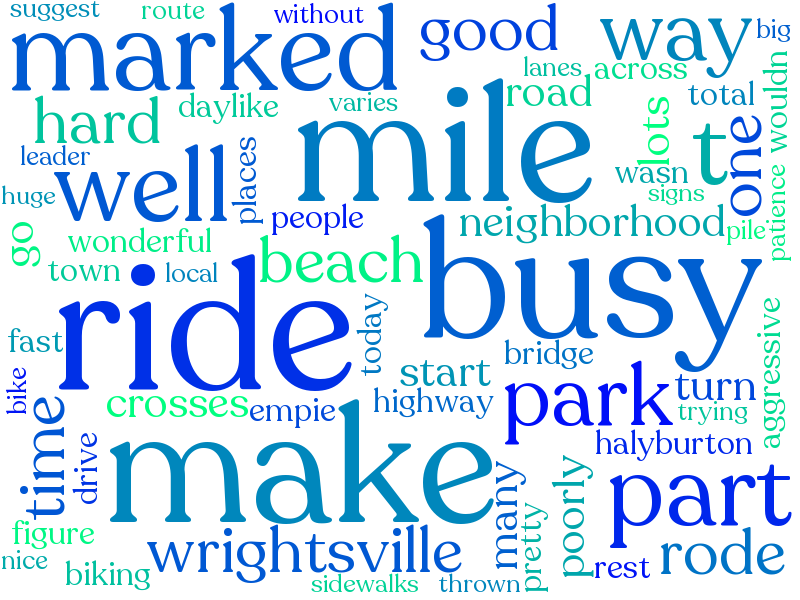 suggest route without
marked good way big
lanes across
hard daylike varies road total
mile lots t one wouldn
leader well places wasn
huge people signs patience
go wonderful neighborhood pile
town local beach busy
ride today aggressive
fast bridge
bike crosses empie highway start park turn
trying
time drive make halyburton
figure many pretty poorly part
nice biking wrightsville rest rode
sidewalks thrown